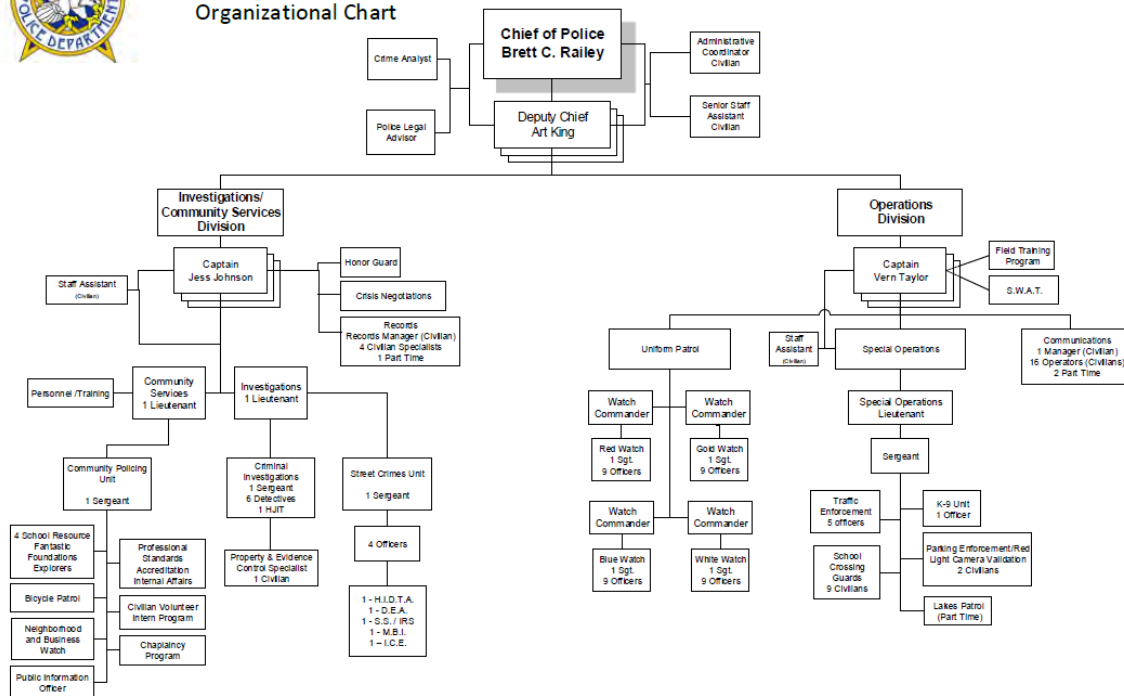 POLICE DEPARTMENT
Organizational Chart
Chief of Police
Brett C. Railey
Crime Analyst
Administrative
Coordinator
Civilian
Police Legal
Advisor
Deputy Chief
Art King
Senior Staff
Assistant
Civilian
Investigations/
Community Services
Division
Captain
Jess Johnson
Staff Assistant
(Civilian)
Honor Guard
Crisis Negotiations
Records
Records Manager (Civilian)
4 Civilian Specialists
1 Part Time
Personnel /Training
Community
Services
1 Lieutenant
Investigations
1 Lieutenant
Community Policing
Unit
1 Sergeant
Criminal
Investigations
1 Sergeant
6 Detectives
1 HJIT
Street Crimes Unit
1 Sergeant
4 School Resource
Fantastic
Foundations
Explorers
Professional
Standards
Accreditation
Internal Affairs
Bicycle Patrol
Civilian Volunteer
Intern Program
Neighborhood
and Business
Watch
Chaplaincy
Program
Public Information
Officer
Property & Evidence
Control Specialist
1 Civilian
4 Officers
1 - H.I.D.T.A.
1 - D.E.A.
1 - S.S. / IRS
1 - M.B.I.
1 – I.C.E.
Operations
Division
Captain
Vern Taylor
Field Training
Program
S.W.A.T.
Uniform Patrol
Staff
Assistant
(Civilian)
Special Operations
Communications
1 Manager (Civilian)
16 Operators (Civilians)
2 Part Time
Watch
Commander
Watch
Commander
Red Watch
1 Sgt.
9 Officers
Gold Watch
1 Sgt.
9 Officers
Watch
Commander
Watch
Commander
Blue Watch
1 Sgt.
9 Officers
White Watch
1 Sgt.
9 Officers
Special Operations
Lieutenant
Sergeant
Traffic
Enforcement
5 officers
K-9 Unit
1 Officer
School
Crossing
Guards
9 Civilians
Parking Enforcement/Red
Light Camera Validation
2 Civilians
Lakes Patrol
(Part Time)